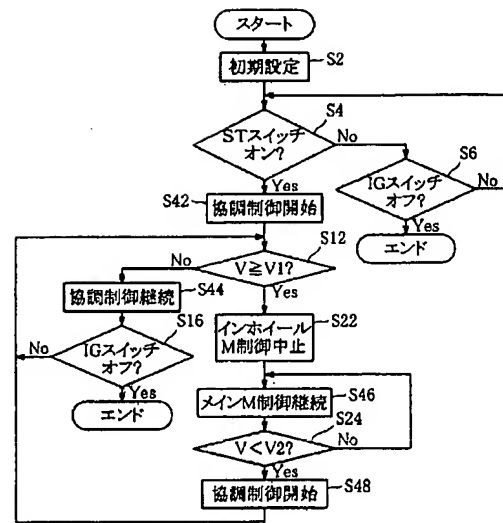 スタート
初期設定
S2
S4
STスイッチ
オン?
No
Yes
S6
IGスイッチ
オフ?
No
Yes
エンド
S42
協調制御開始
S12
V≧V1?
No
Yes
S44
協調制御継続
S16
IGスイッチ
オフ?
No
Yes
エンド
S22
インホイール
M制御中止
S46
メインM制御継続
S24
V<V2?
No
Yes
S48
協調制御開始